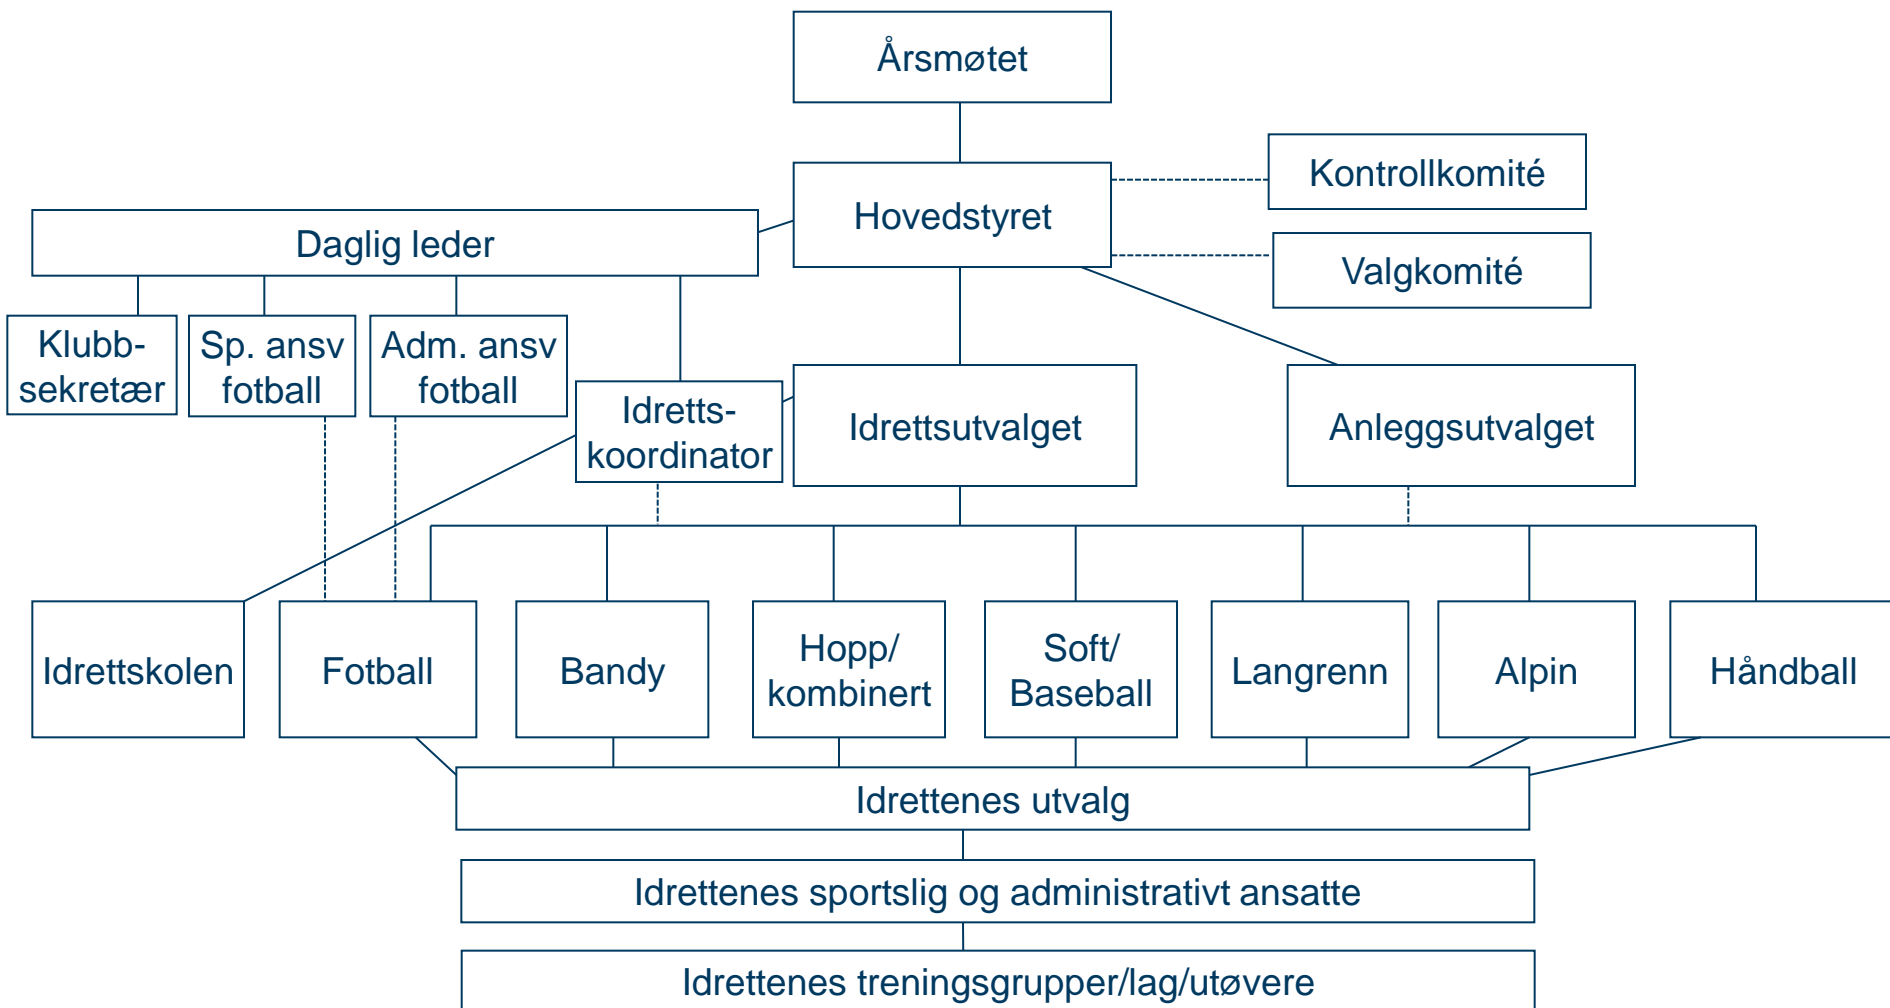 Årsmøtet
Kontrollkomité
Hovedstyret
Daglig leder
Valgkomité
Klubb-
sekretær
Sp. ansv
fotball
Adm. ansv
fotball
Idretts-
koordinator
Idrettsutvalget
Anleggsutvalget
Idrettskolen
Fotball
Bandy
Hopp/
kombinert
Soft/
Baseball
Langrenn
Alpin
Håndball
Idrettenes utvalg
Idrettenes sportslig og administrativt ansatte
Idrettenes treningsgrupper/lag/utøvere